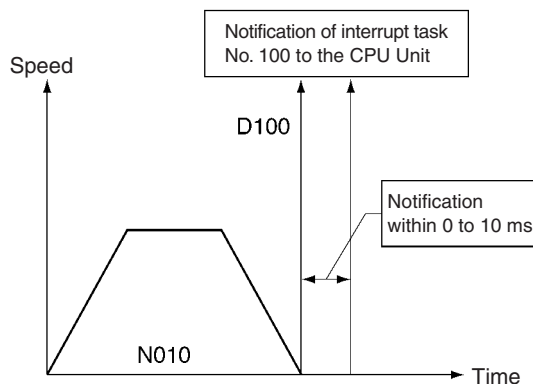 Notification of interrupt task
No. 100 to the CPU Unit
Speed
D100
Notification
within 0 to 10 ms
N010
Time